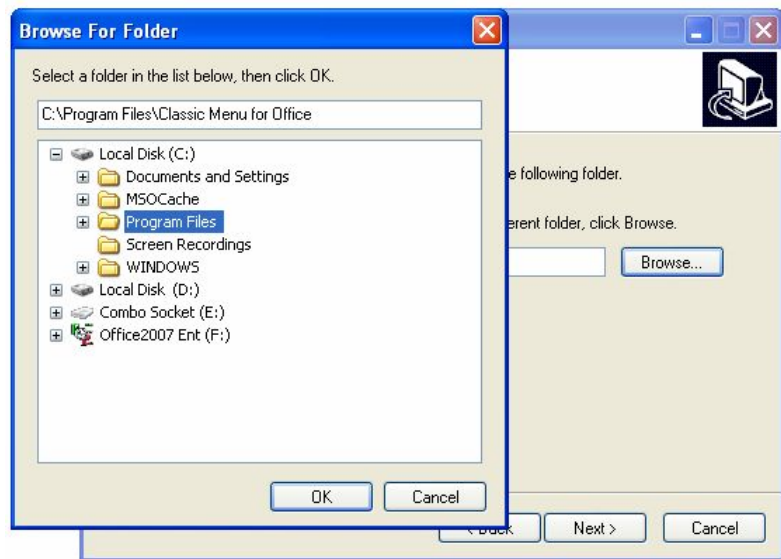 Browse For Folder
Select a folder in the list below, then click OK.
C:\Program Files\Classic Menu for Office
Local Disk (C:)
Documents and Settings
MSOCache
Program Files
Screen Recordings
WINDOWS
Local Disk (D:)
Combo Socket (E:)
Office2007 Ent (F:)
OK Cancel
e following folder.
erent folder, click Browse.
Browse...
< Back Next > Cancel